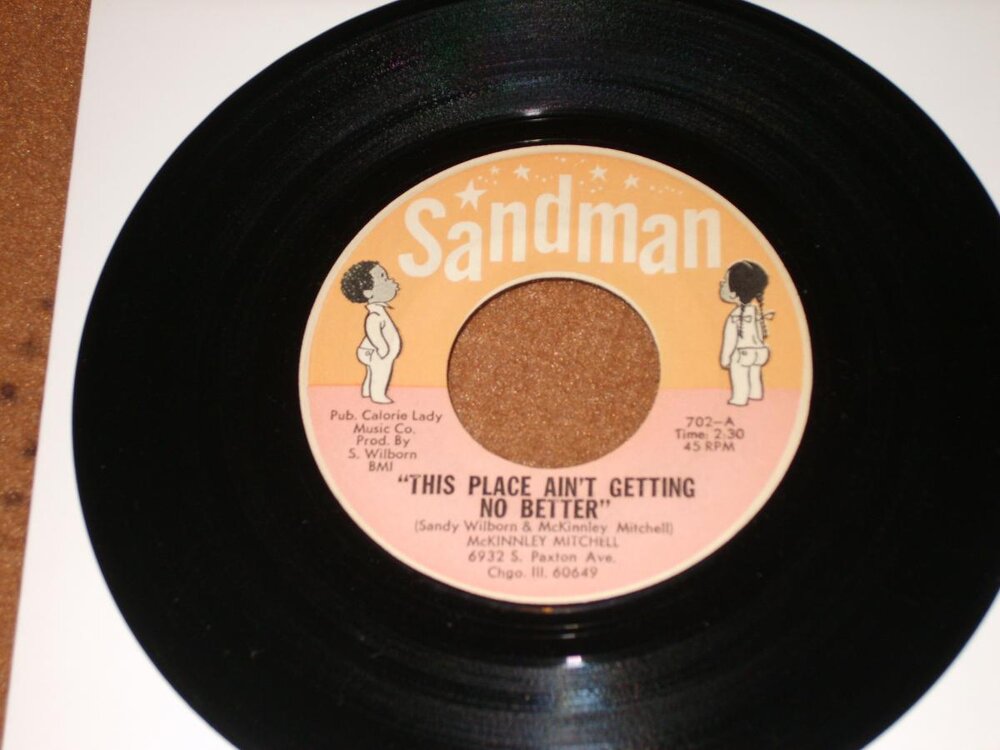 Sandman
Pub. Calorie Lady
Music Co.
Prod. By
S. Wilborn
BMI
702-A
Time: 2:30
45 RPM
"THIS PLACE AIN'T GETTING
NO BETTER"
(Sandy Wilborn & McKinnley Mitchell)
McKINNLEY MITCHELL
6932 S. Paxton Ave.
Chgo. Ill. 60649